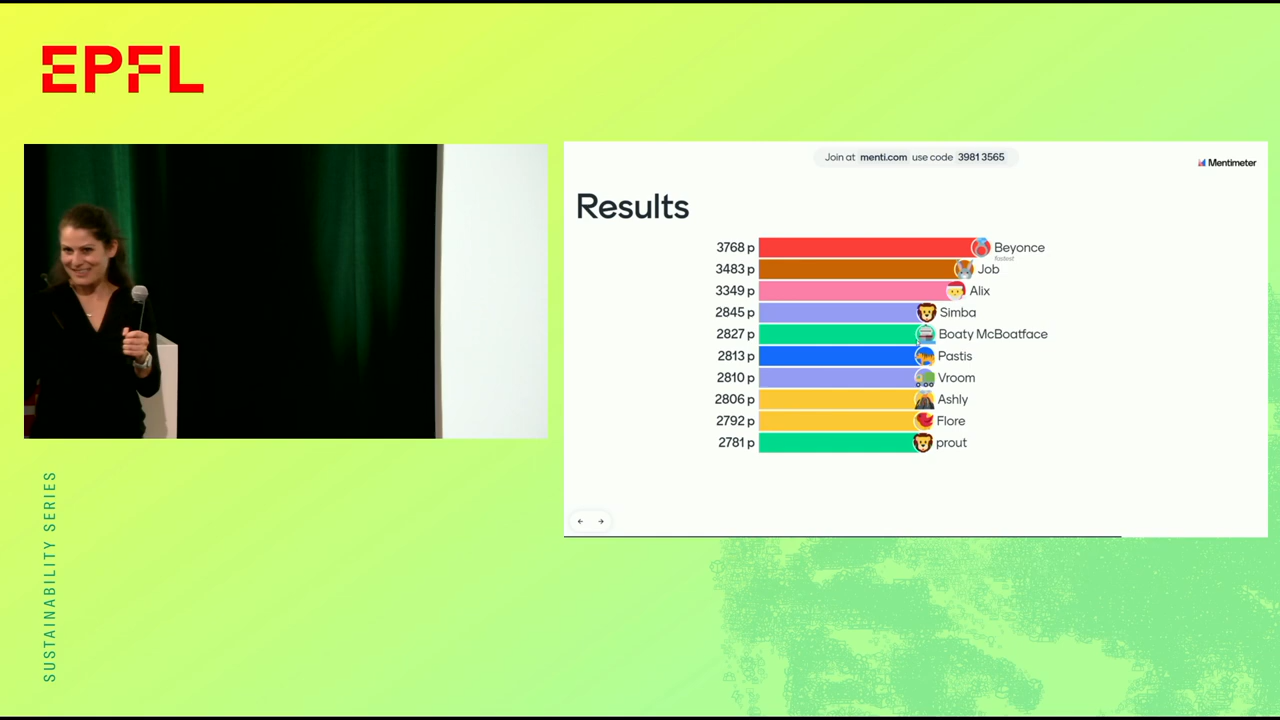 EPFL
Join at menti.com use code 3981 3565
Mentimeter
Results
3768 p Beyonce
fastest
3483 p Job
3349 p Alix
2845 p Simba
2827 p Boaty McBoatface
2813 p Pastis
2810 p Vroom
2806 p Ashly
2792 p Flore
2781 p prout
SUSTAINABILITY SERIES